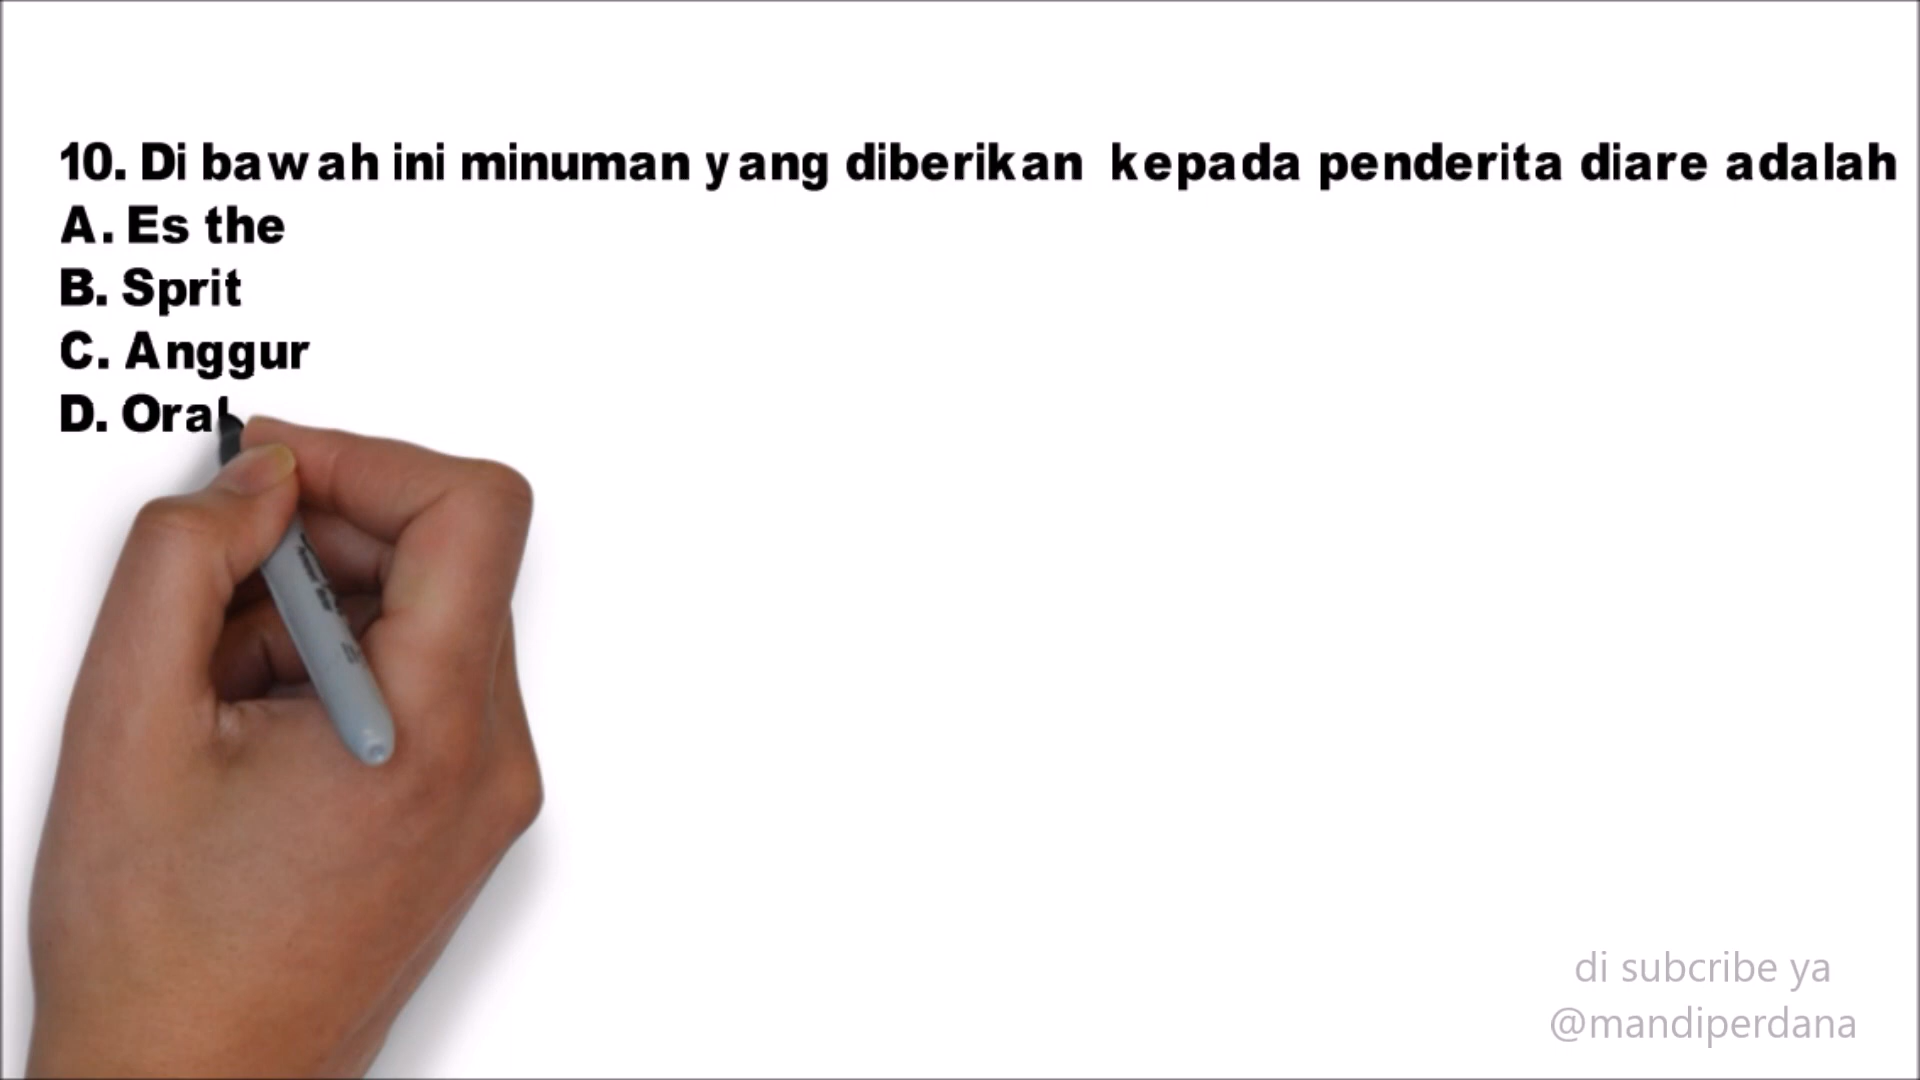 10. Di bawah ini minuman yang diberikan kepada penderita diare adalah
A. Es the
B. Sprit
C. Anggur
D.
di subcribe ya
@mandiperdana